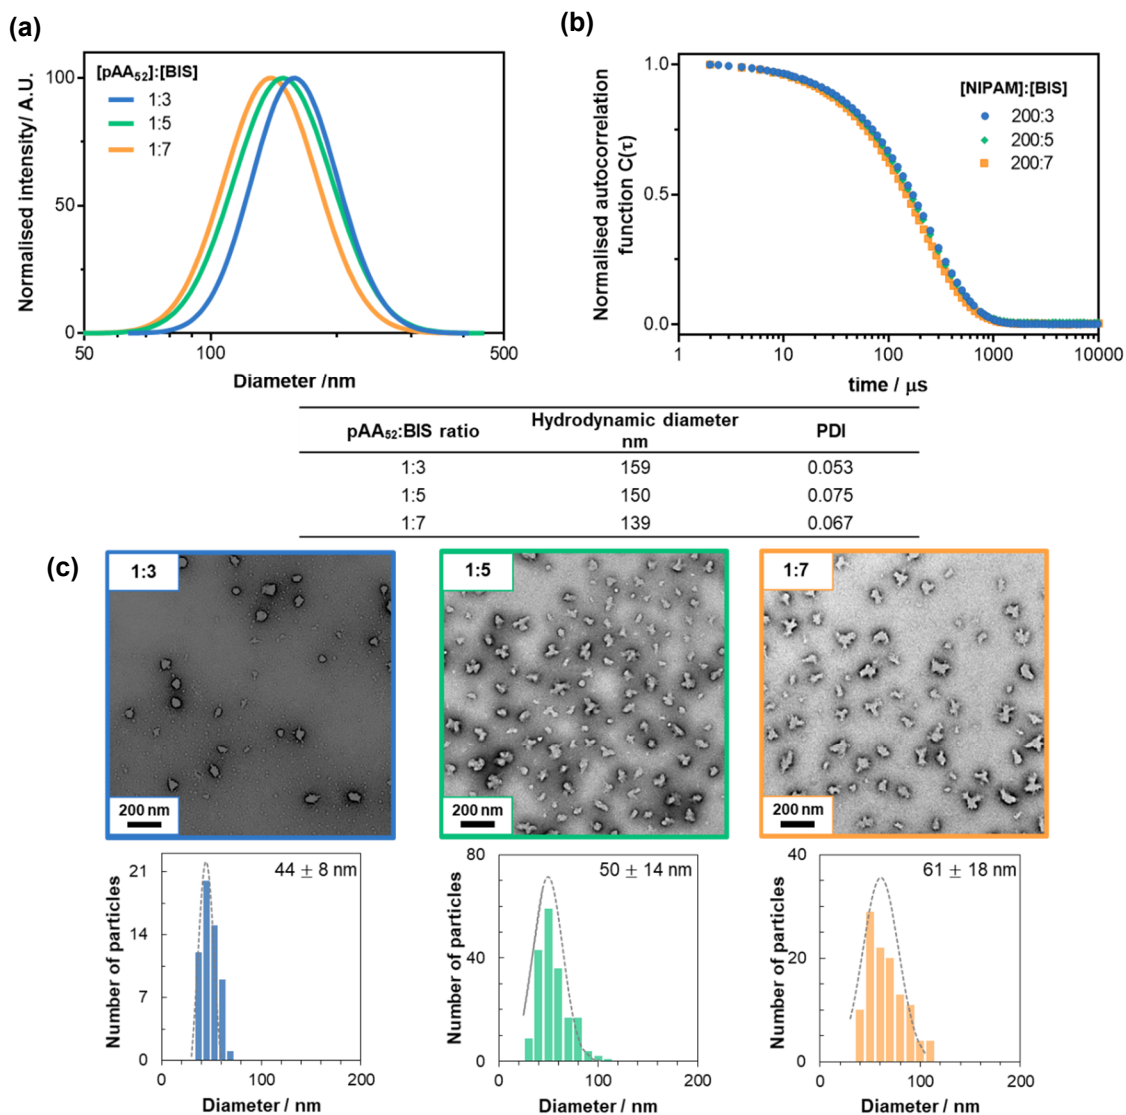 (a)
[pAA52]:[BIS]
1:3
1:5
1:7
Normalised intensity/ A.U.
100
50
0
50
100
500
Diameter /nm
(b)
[NIPAM]:[BIS]
200:3
200:5
200:7
Normalised autocorrelation
function C(τ)
1.0
0.5
0.0
1
10
100
1000
10000
time / μs
pAA52:BIS ratio Hydrodynamic diameter nm PDI
1:3 159 0.053
1:5 150 0.075
1:7 139 0.067
(c)
1:3
200 nm
1:5
200 nm
1:7
200 nm
44 ± 8 nm
Number of particles
21
14
7
0
0
100
200
Diameter / nm
50 ± 14 nm
Number of particles
80
40
0
0
100
200
Diameter / nm
61 ± 18 nm
Number of particles
40
20
0
0
100
200
Diameter / nm